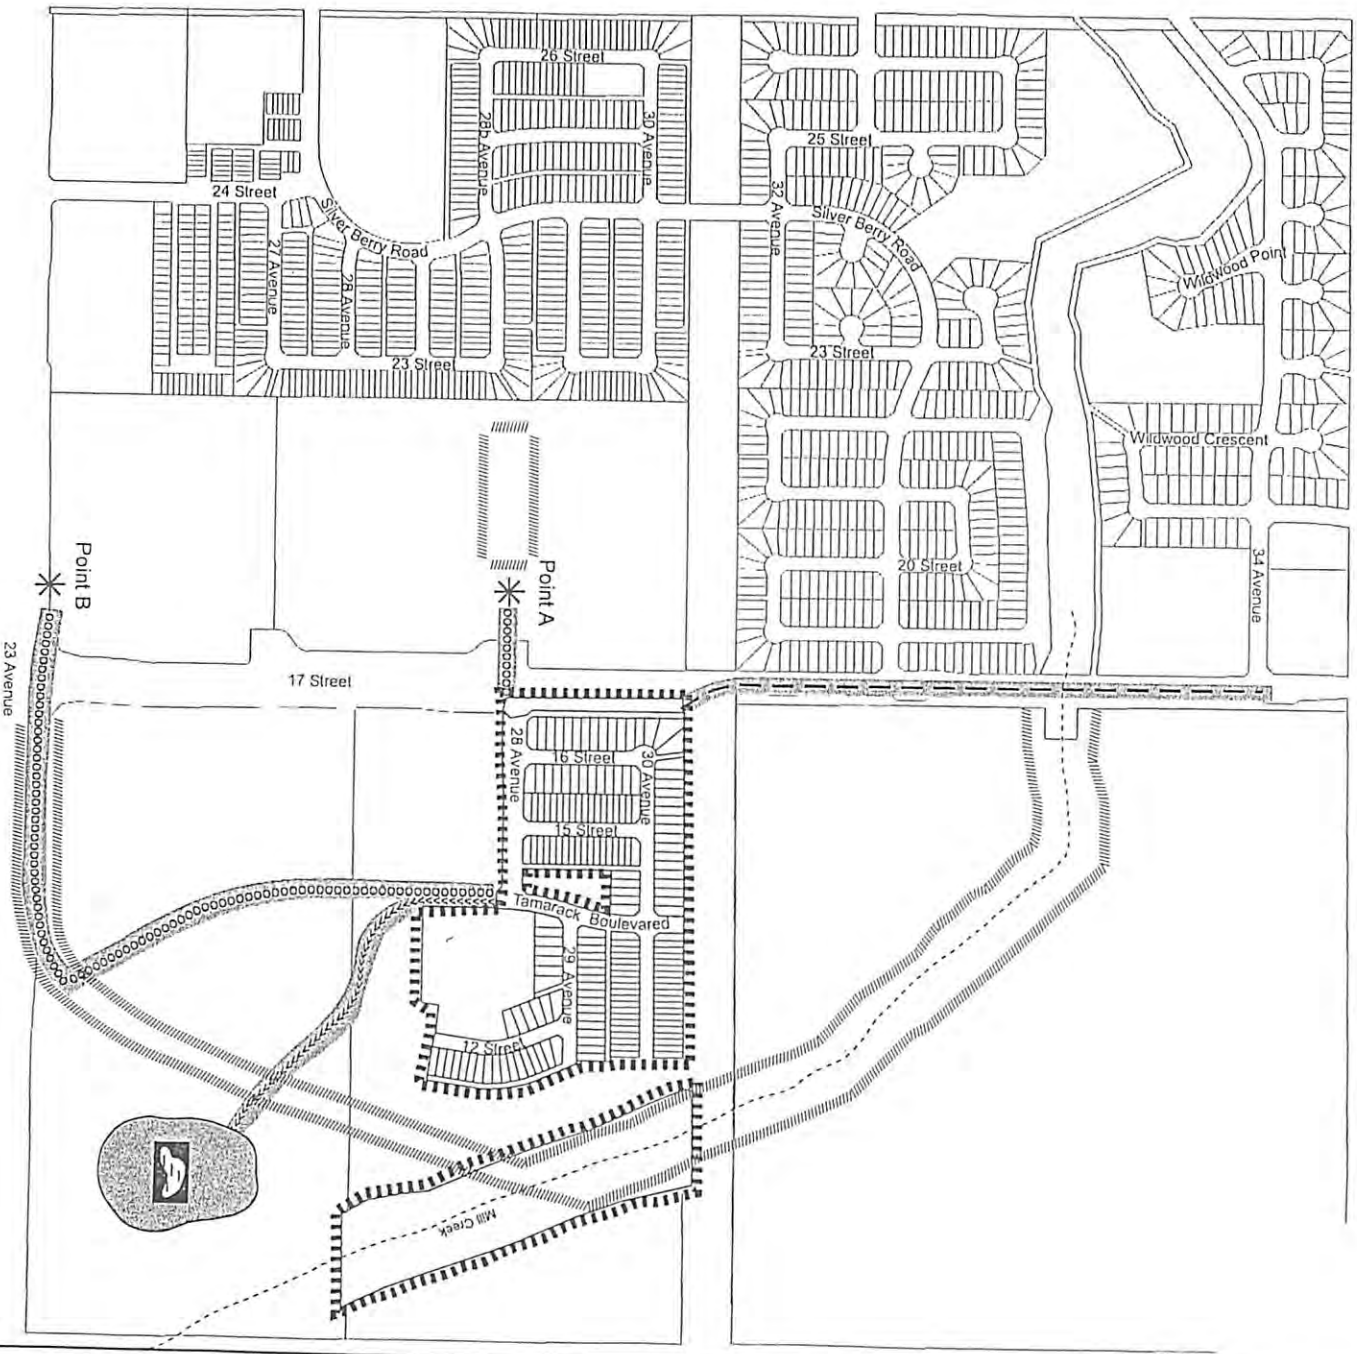 26 Street
28b Avenue
30 Avenue
25 Street
24 Street
Silver Berry Road
27 Avenue
28 Avenue
23 Street
32 Avenue
Silver Berry Road
Wildwood Point
23 Street
Wildwood Crescent
20 Street
34 Avenue
Point B
Point A
23 Avenue
17 Street
28 Avenue
16 Street
30 Avenue
15 Street
Tamarack Boulevared
29 Avenue
12 Street
Mill Creek